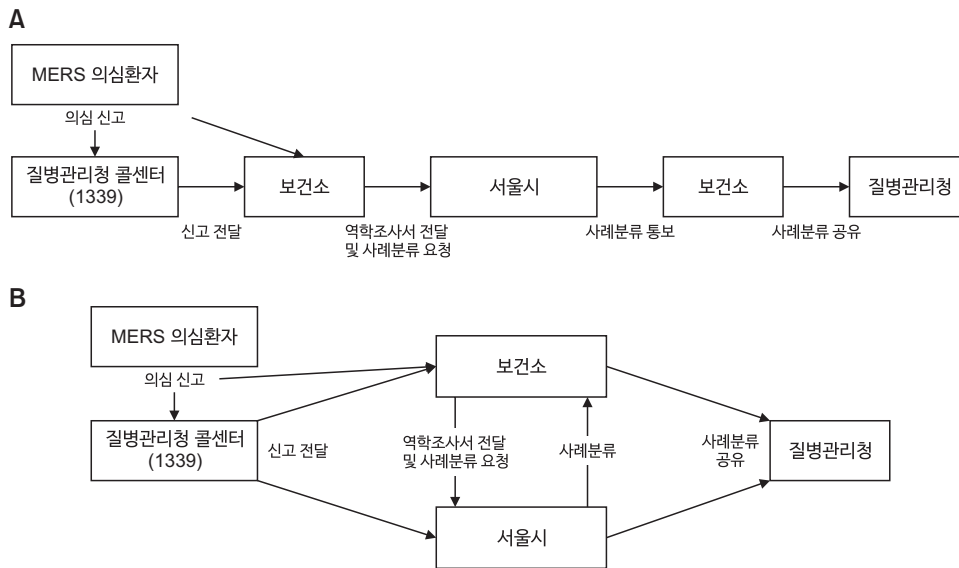 A
MERS 의심환자
의심 신고
질병관리청 콜센터
(1339)
신고 전달
보건소
역학조사서 전달
및 사례분류 요청
서울시
사례분류 통보
보건소
사례분류 공유
질병관리청
B
MERS 의심환자
의심 신고
질병관리청 콜센터
(1339)
신고 전달
보건소
역학조사서 전달
및 사례분류 요청
사례분류
서울시
사례분류
공유
질병관리청